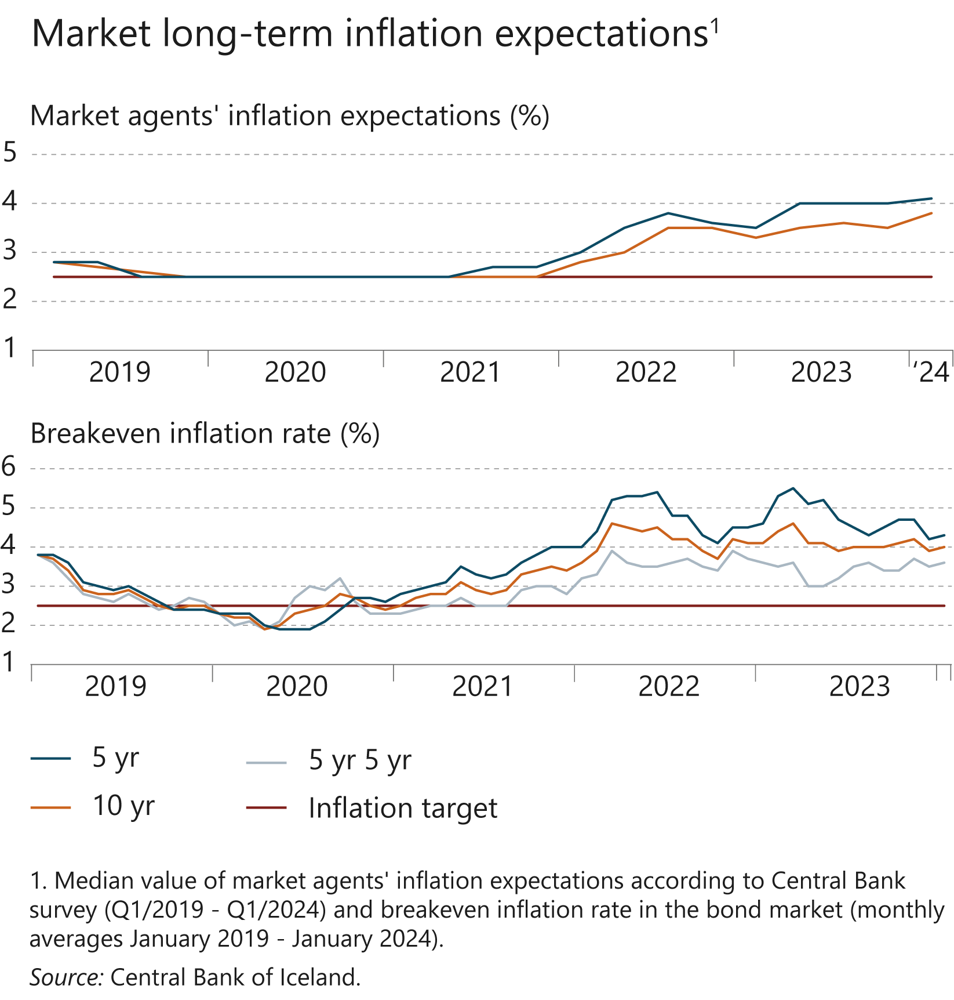 Market long-term inflation expectations¹
Market agents' inflation expectations (%)
5
4
3
2
1
2019 2020 2021 2022 2023 ‘24
Breakeven inflation rate (%)
6
5
4
3
2
1
2019 2020 2021 2022 2023
5 yr 5 yr 5 yr
10 yr Inflation target
1. Median value of market agents' inflation expectations according to Central Bank
survey (Q1/2019 - Q1/2024) and breakeven inflation rate in the bond market (monthly
averages January 2019 - January 2024).
Source: Central Bank of Iceland.